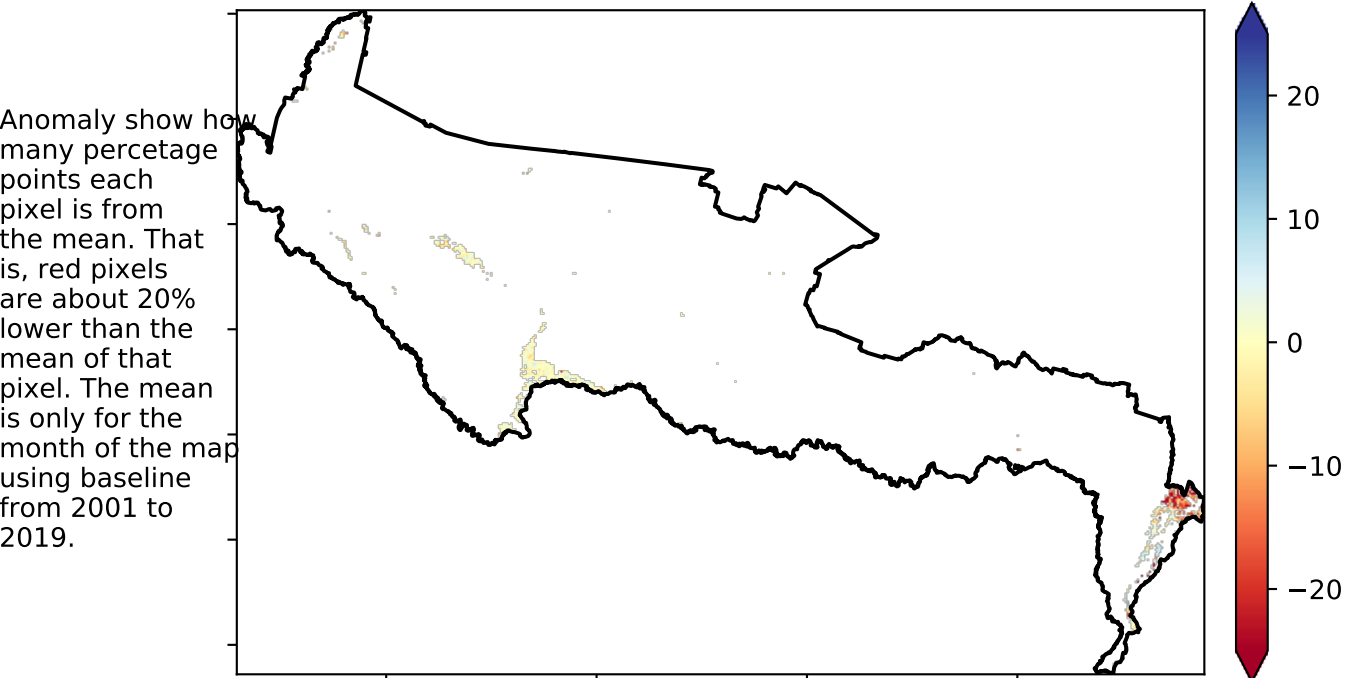 Anomaly show how
many percetage
points each
pixel is from
the mean. That
is, red pixels
are about 20%
lower than the
mean of that
pixel. The mean
is only for the
month of the map
using baseline
from 2001 to
2019.
20
10
0
−10
−20